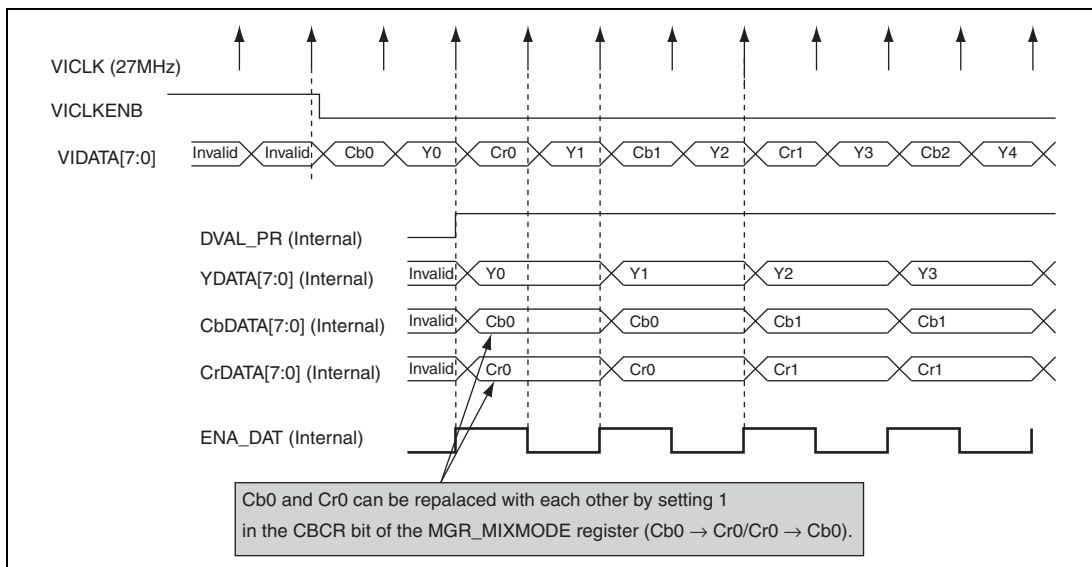 VICLK (27MHz)
VICLKENB
VIDATA[7:0] Invalid Invalid Cb0 Y0 Cr0 Y1 Cb1 Y2 Cr1 Y3 Cb2 Y4
DVAL_PR (Internal)
YDATA[7:0] (Internal) Invalid Y0 Y1 Y2 Y3
CbDATA[7:0] (Internal) Invalid Cb0 Cb0 Cb1 Cb1
CrDATA[7:0] (Internal) Invalid Cr0 Cr0 Cr1 Cr1
ENA_DAT (Internal)
Cb0 and Cr0 can be repalaced with each other by setting 1
in the CBCR bit of the MGR_MIXMODE register (Cb0 → Cr0/Cr0 → Cb0).